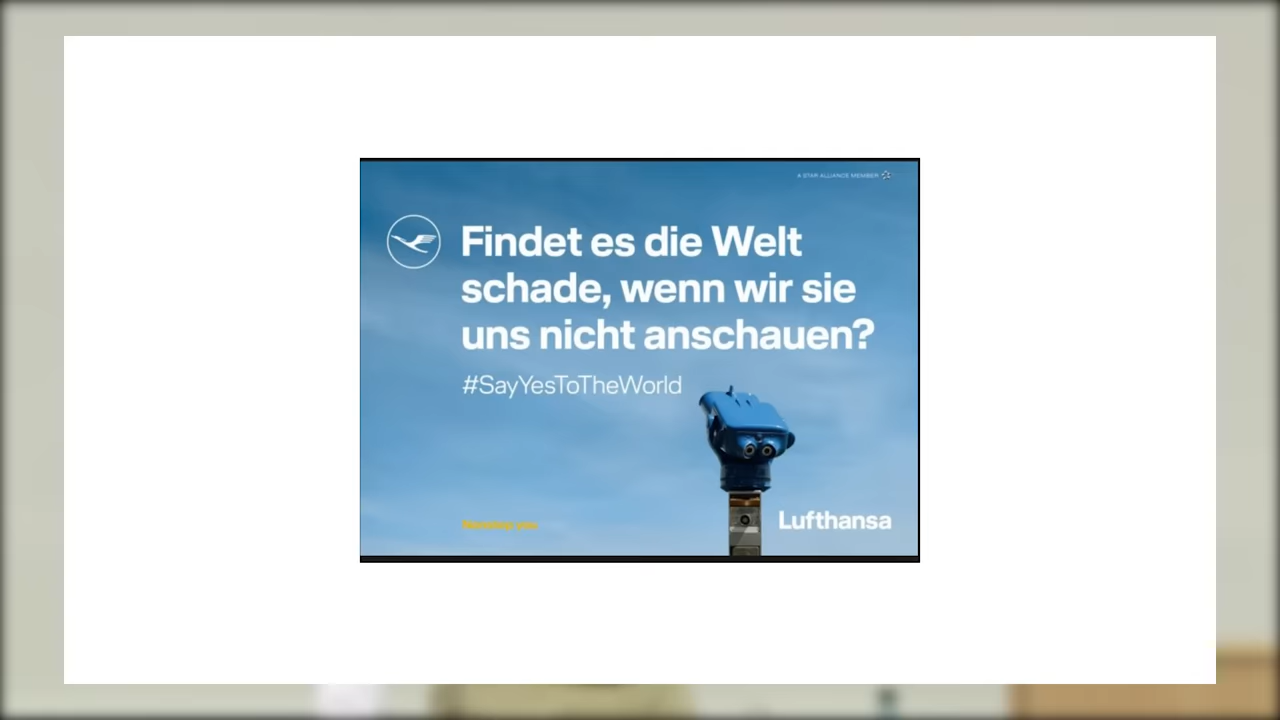 A STAR ALLIANCE MEMBER
Findet es die Welt
schade, wenn wir sie
uns nicht anschauen?
#SayYesToTheWorld
Lufthansa